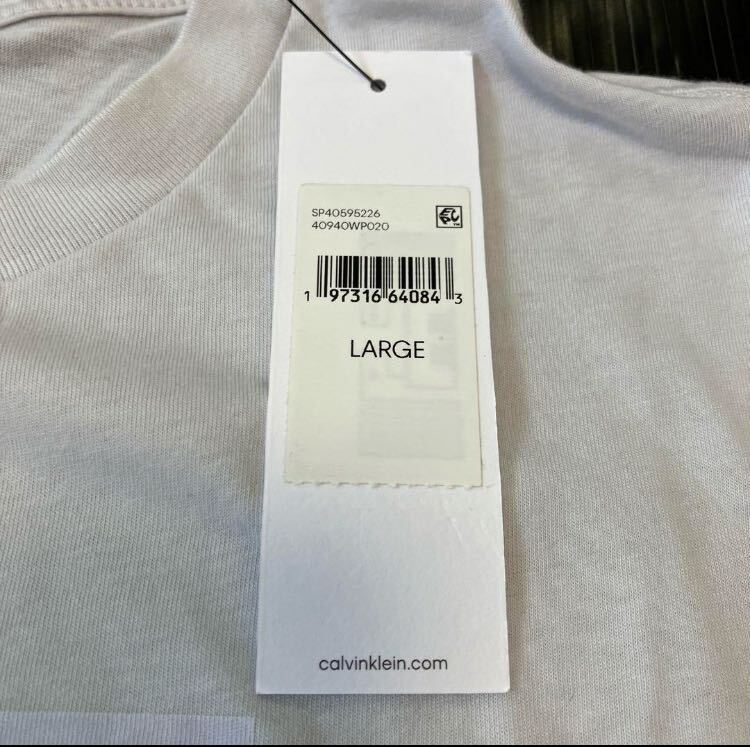 SP40595226
40940WP020
1 97316 64084 3
LARGE
calvinklein.com